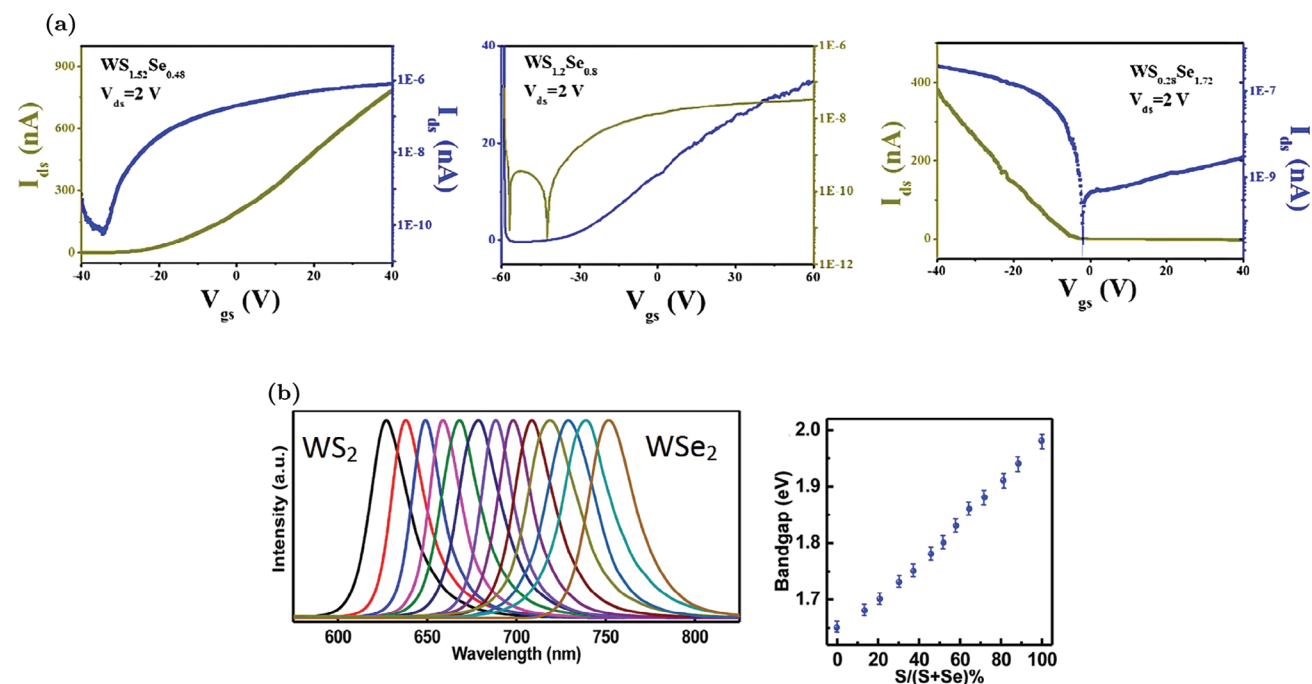 (a)
WS1.52Se0.48
Vds=2 V
Ids (nA)
900
600
300
0
-40
-20
0
20
40
Vgs (V)
1E-6
1E-8
1E-10
Ids (nA)
WS1.2Se0.8
Vds=2 V
40
20
0
-60
-30
0
30
60
Vgs (V)
1E-6
1E-8
1E-10
1E-12
WS0.28Se1.72
Vds=2 V
Ids (nA)
400
200
0
-40
-20
0
20
40
Vgs (V)
1E-7
1E-9
Ids (nA)
(b)
WS2
WSe2
Intensity (a.u.)
600
650
700
750
800
Wavelength (nm)
Bandgap (eV)
2.0
1.9
1.8
1.7
0
20
40
60
80
100
S/(S+Se)%